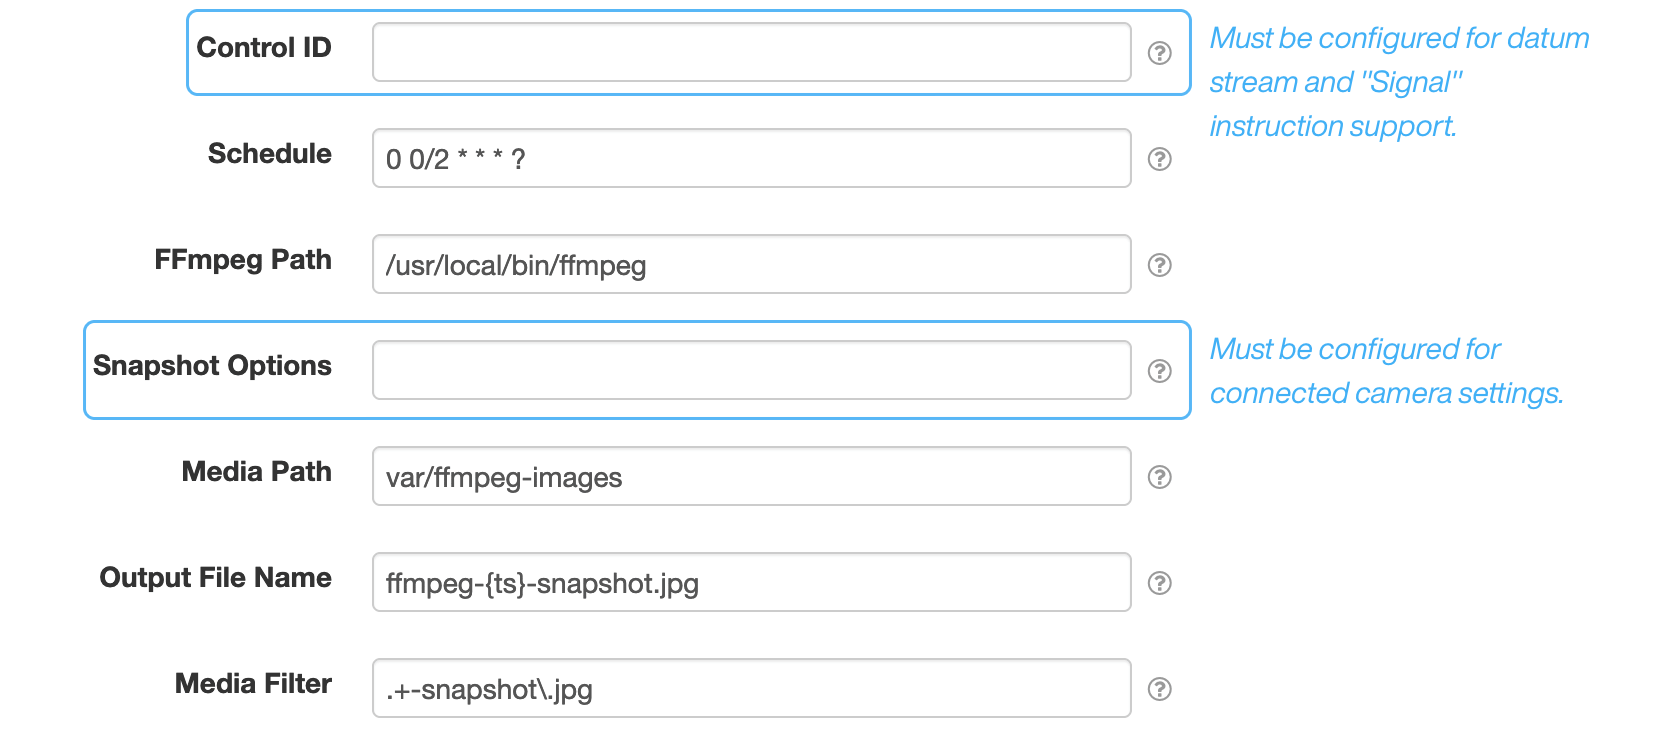 Control ID
Must be configured for datum
stream and "Signal"
instruction support.
Schedule
0 0/2 * * * ?
FFmpeg Path
/usr/local/bin/ffmpeg
Snapshot Options
Must be configured for
connected camera settings.
Media Path
var/ffmpeg-images
Output File Name
ffmpeg-{ts}-snapshot.jpg
Media Filter
.+-snapshot\.jpg